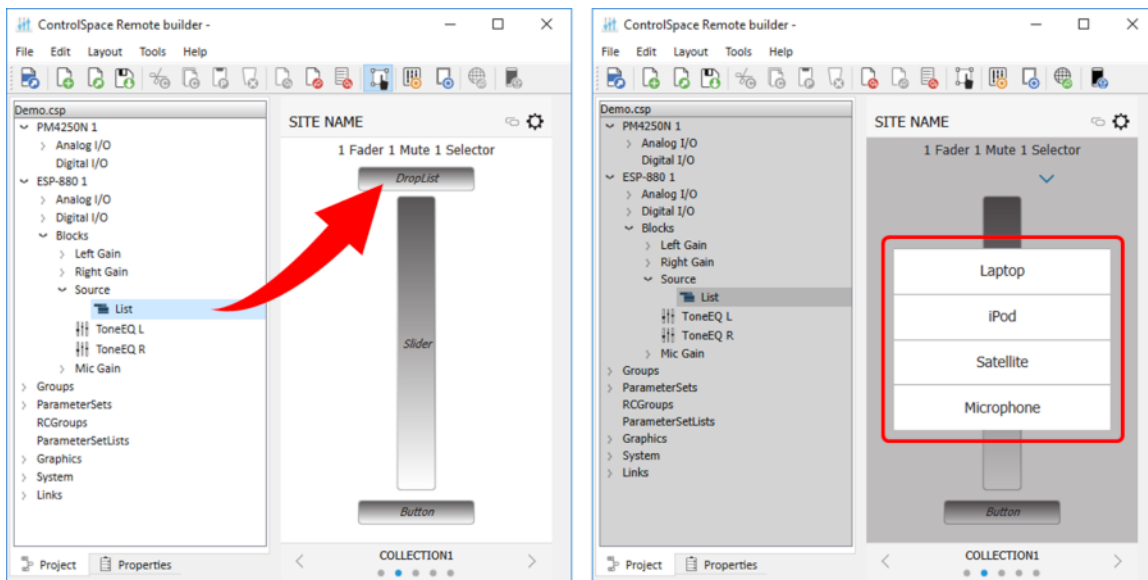 ControlSpace Remote builder -
File Edit Layout Tools Help
Demo.csp
PM4250N 1
Analog I/O
Digital I/O
ESP-880 1
Analog I/O
Digital I/O
Blocks
Left Gain
Right Gain
Source
List
ToneEQ L
ToneEQ R
Mic Gain
Groups
ParameterSets
RCGroups
ParameterSetLists
Graphics
System
Links
Project Properties
SITE NAME
1 Fader 1 Mute 1 Selector
DropList
Slider
Button
COLLECTION1
ControlSpace Remote builder -
File Edit Layout Tools Help
Demo.csp
PM4250N 1
Analog I/O
Digital I/O
ESP-880 1
Analog I/O
Digital I/O
Blocks
Left Gain
Right Gain
Source
List
ToneEQ L
ToneEQ R
Mic Gain
Groups
ParameterSets
RCGroups
ParameterSetLists
Graphics
System
Links
Project Properties
SITE NAME
1 Fader 1 Mute 1 Selector
Laptop
iPod
Satellite
Microphone
Button
COLLECTION1